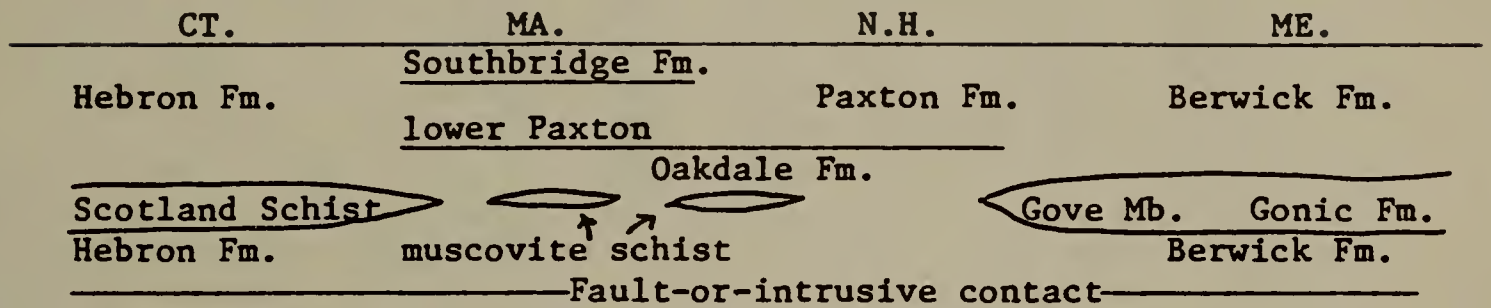 CT. MA. N.H. ME.
Southbridge Fm.
Hebron Fm. Paxton Fm. Berwick Fm.
lower Paxton
Oakdale Fm.
Scotland Schist Gove Mb. Gonic Fm.
Hebron Fm. muscovite schist Berwick Fm.
Fault-or-intrusive contact